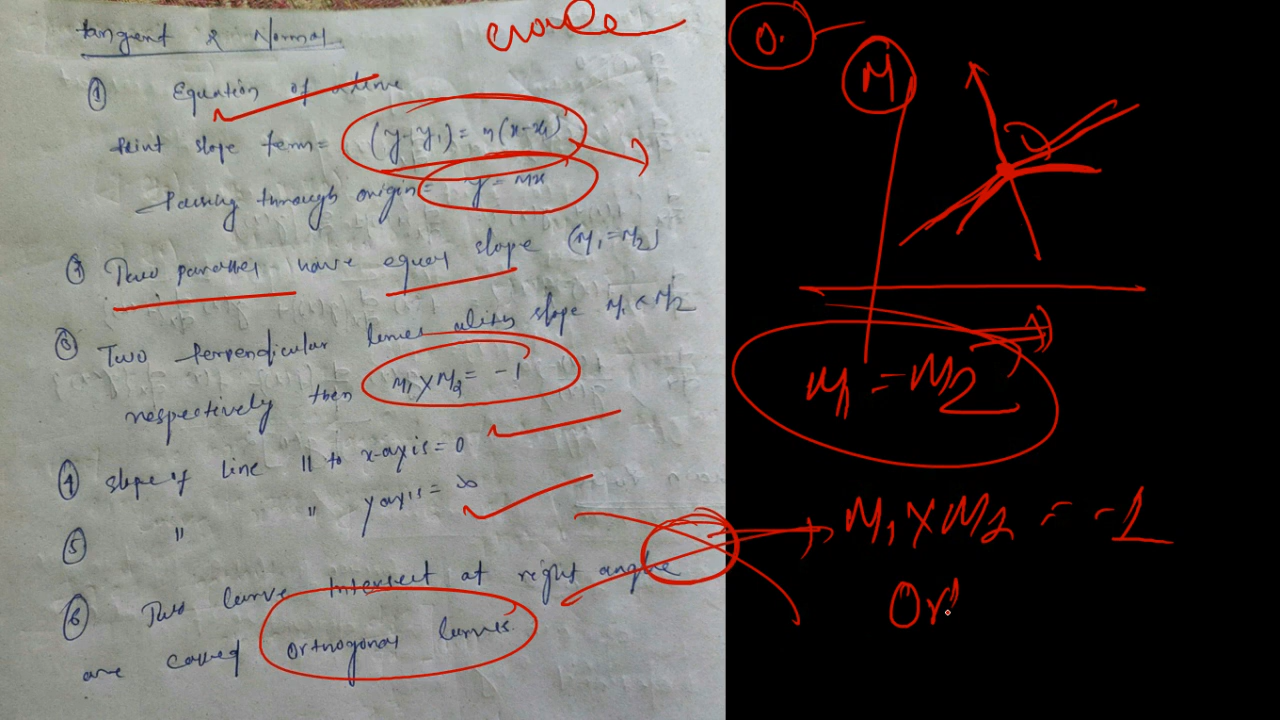 Tangent & Normal
① Equation of a line
Point slope form = (y-y₁) = m(x-x₁)
Passing through origin = y = mx
② Two parallel have equal slope (m₁=m₂)
③ Two perpendicular lines slope m₁ & m₂
respectively then m₁×m₂ = -1
④ slope of line || to x-axis = 0
⑤ " " y axis = ∞
⑥ Two curve intersect at right angle
are called orthogonal curves.
O.
M
m₁ = m₂
M₁ × M₂ = -1
Or